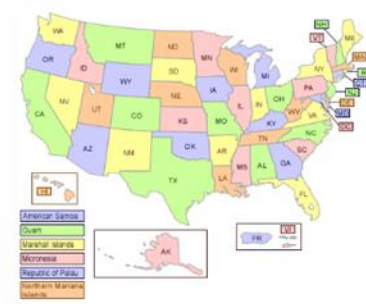 NH
VT
ME
WA
MT
ND
MN
OR
ID
WY
SD
WI
MI
NY
MA
CA
NV
UT
CO
NE
IA
IL
IN
OH
PA
KS
MO
KY
WV
VA
NC
TN
AZ
NM
OK
AR
SC
TX
LA
MS
AL
GA
FL
HI
AK
PR
VI
American Samoa
Guam
Marshall Islands
Micronesia
Republic of Palau
Northern Mariana
Islands